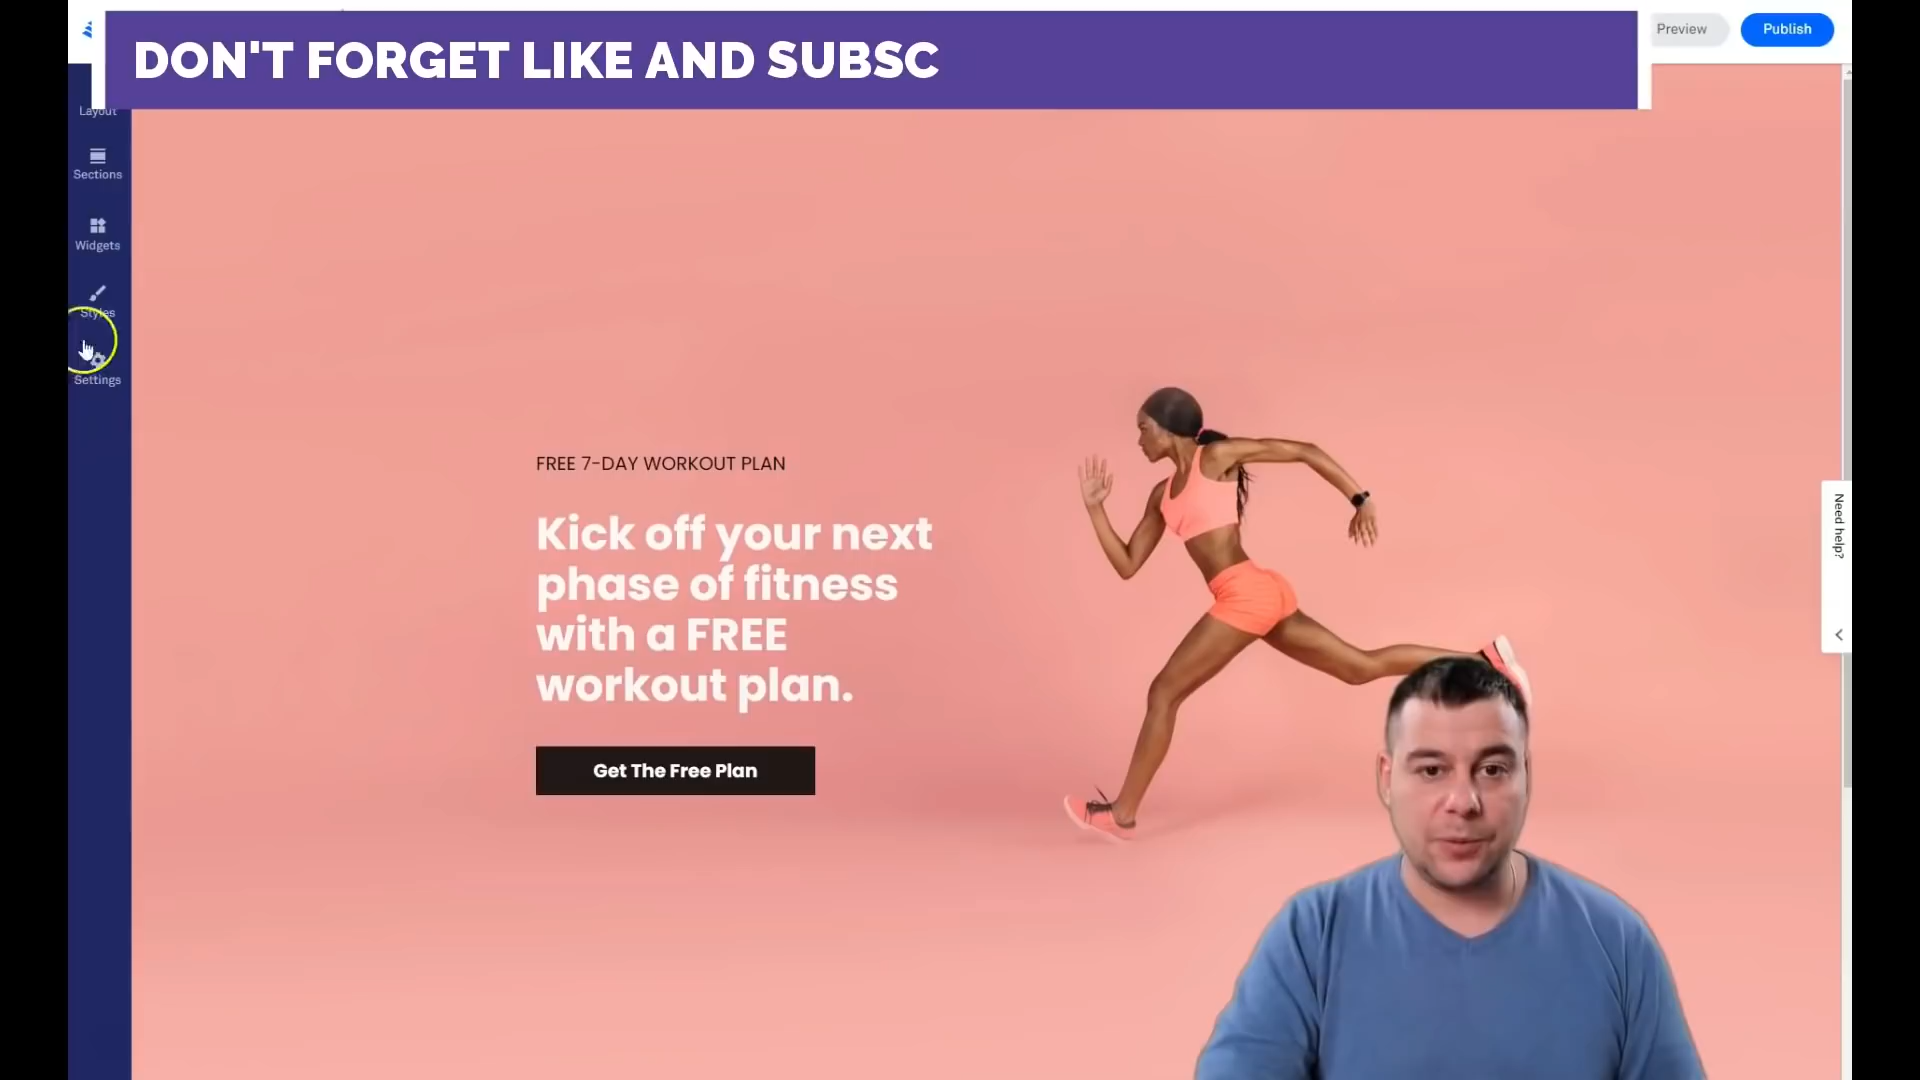 DON'T FORGET LIKE AND SUBSC
Preview
Publish
Layout
Sections
Widgets
Styles
Settings
FREE 7-DAY WORKOUT PLAN
Kick off your next
phase of fitness
with a FREE
workout plan.
Get The Free Plan
Need help?